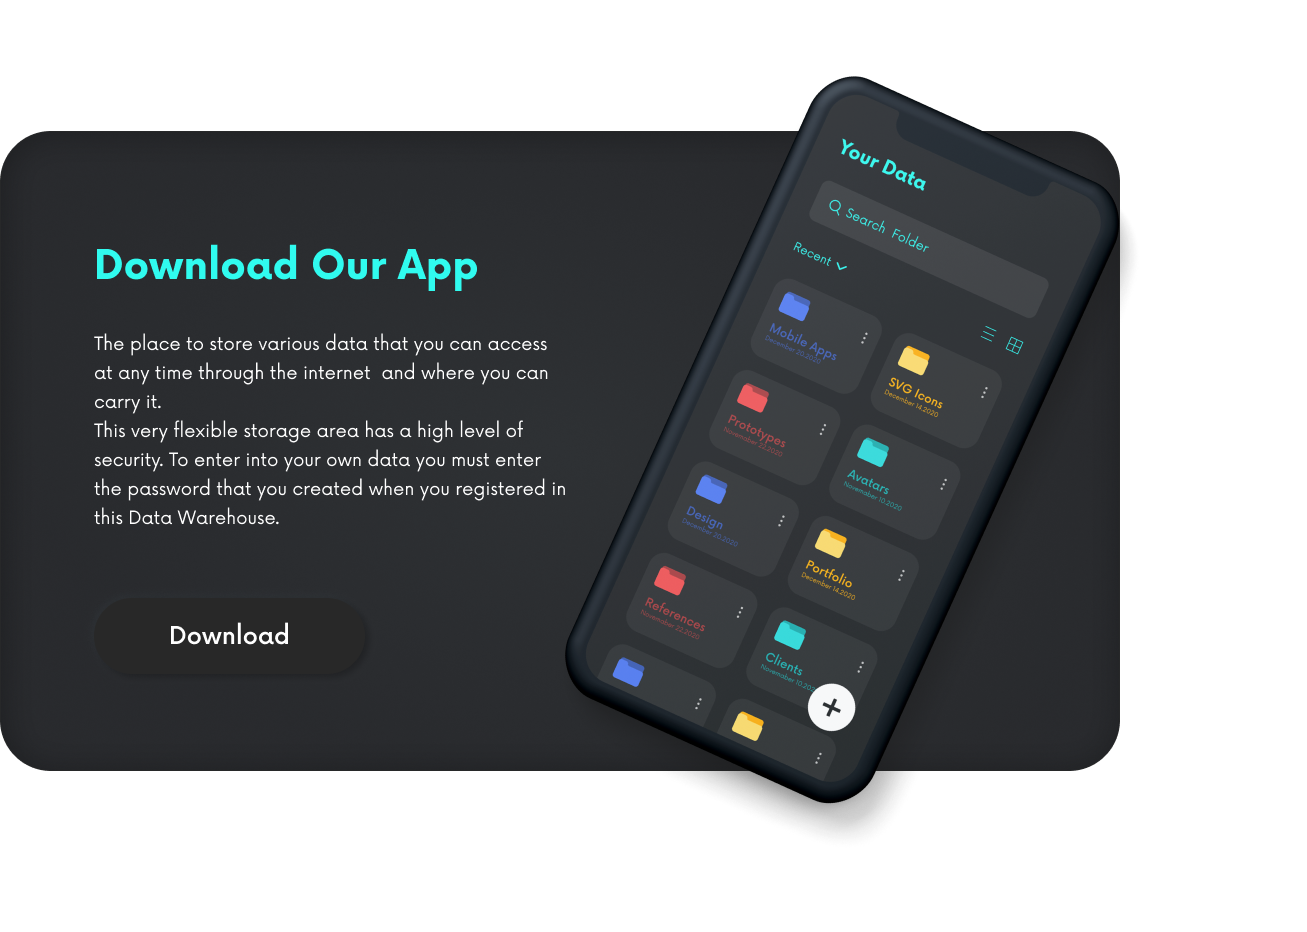 Download Our App
The place to store various data that you can access
at any time through the internet  and where you can
carry it.
This very flexible storage area has a high level of
security. To enter into your own data you must enter
the password that you created when you registered in
this Data Warehouse.
Download
Your Data
Search Folder
Recent
Mobile Apps
December 20,2020
SVG Icons
December 14,2020
Prototypes
November 22,2020
Avatars
November 10,2020
Design
December 20,2020
Portfolio
December 14,2020
References
November 22,2020
Clients
November 10,202